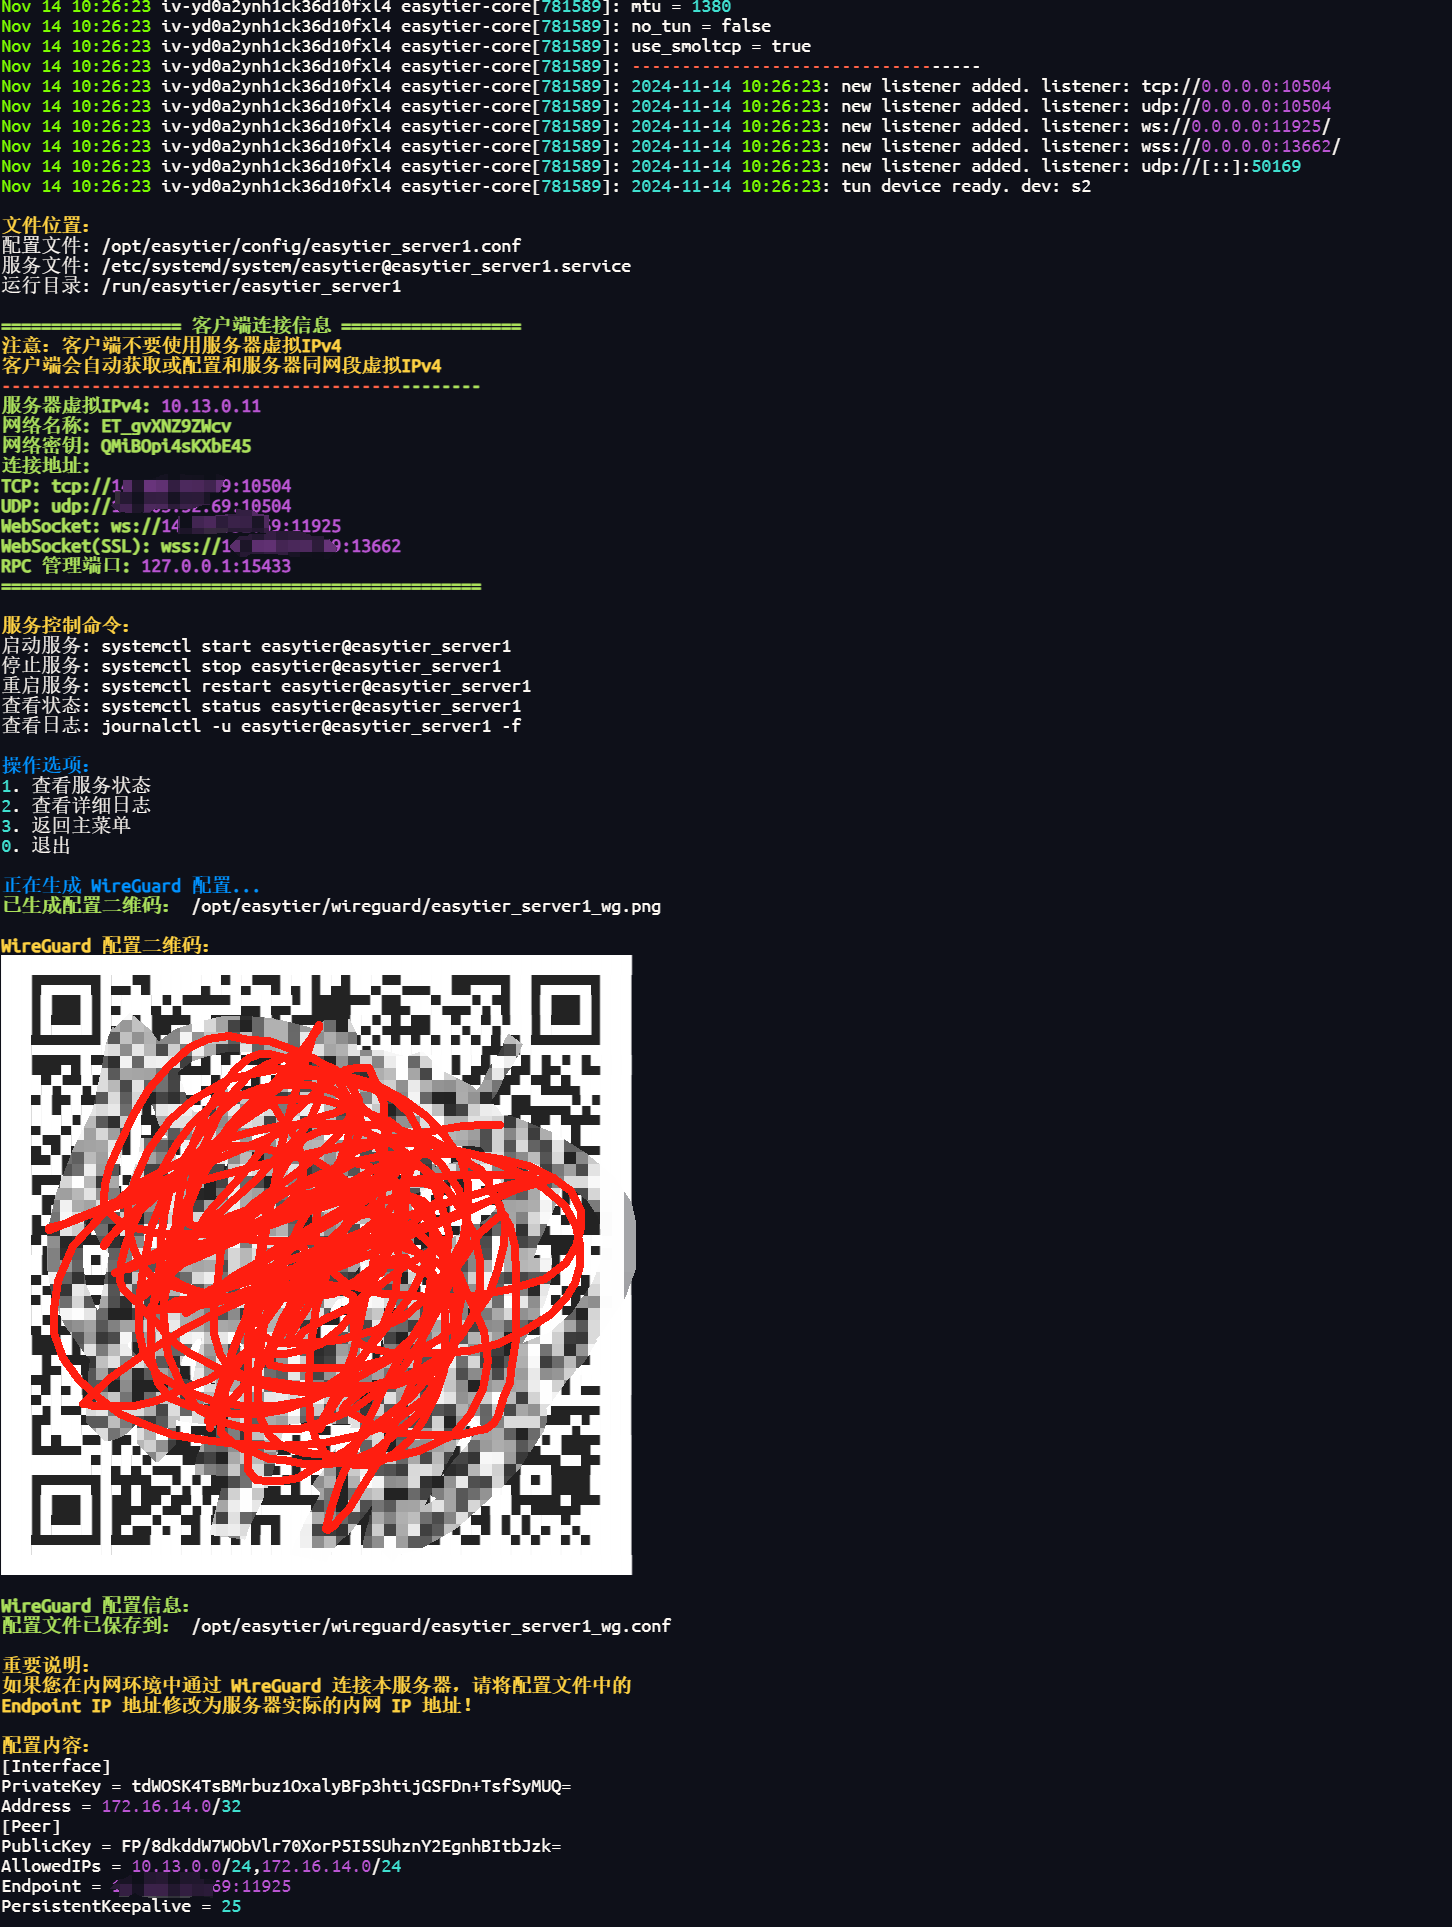 Nov 14 10:26:23 iv-yd0a2ynh1ck36d10fxl4 easytier-core[781589]: mtu = 1380
Nov 14 10:26:23 iv-yd0a2ynh1ck36d10fxl4 easytier-core[781589]: no_tun = false
Nov 14 10:26:23 iv-yd0a2ynh1ck36d10fxl4 easytier-core[781589]: use_smoltcp = true
Nov 14 10:26:23 iv-yd0a2ynh1ck36d10fxl4 easytier-core[781589]: -----------------------------------
Nov 14 10:26:23 iv-yd0a2ynh1ck36d10fxl4 easytier-core[781589]: 2024-11-14 10:26:23: new listener added. listener: tcp://0.0.0.0:10504
Nov 14 10:26:23 iv-yd0a2ynh1ck36d10fxl4 easytier-core[781589]: 2024-11-14 10:26:23: new listener added. listener: udp://0.0.0.0:10504
Nov 14 10:26:23 iv-yd0a2ynh1ck36d10fxl4 easytier-core[781589]: 2024-11-14 10:26:23: new listener added. listener: ws://0.0.0.0:11925/
Nov 14 10:26:23 iv-yd0a2ynh1ck36d10fxl4 easytier-core[781589]: 2024-11-14 10:26:23: new listener added. listener: wss://0.0.0.0:13662/
Nov 14 10:26:23 iv-yd0a2ynh1ck36d10fxl4 easytier-core[781589]: 2024-11-14 10:26:23: new listener added. listener: udp://[::]:50169
Nov 14 10:26:23 iv-yd0a2ynh1ck36d10fxl4 easytier-core[781589]: 2024-11-14 10:26:23: tun device ready. dev: s2
文件位置:
配置文件: /opt/easytier/config/easytier_server1.conf
服务文件: /etc/systemd/system/easytier@easytier_server1.service
运行目录: /run/easytier/easytier_server1
================== 客户端连接信息 ==================
注意: 客户端不要使用服务器虚拟IPv4
客户端会自动获取或配置和服务器同网段虚拟IPv4
------------------------------------------------
服务器虚拟IPv4: 10.13.0.11
网络名称: ET_gvXNZ9ZWcv
网络密钥: QMiBOpi4sKXbE45
连接地址:
TCP: tcp://1 9:10504
UDP: udp:// .69:10504
WebSocket: ws://14 9:11925
WebSocket(SSL): wss://1 9:13662
RPC 管理端口: 127.0.0.1:15433
================================================
服务控制命令:
启动服务: systemctl start easytier@easytier_server1
停止服务: systemctl stop easytier@easytier_server1
重启服务: systemctl restart easytier@easytier_server1
查看状态: systemctl status easytier@easytier_server1
查看日志: journalctl -u easytier@easytier_server1 -f
操作选项:
1. 查看服务状态
2. 查看详细日志
3. 返回主菜单
0. 退出
正在生成 WireGuard 配置...
已生成配置二维码: /opt/easytier/wireguard/easytier_server1_wg.png
WireGuard 配置二维码:
WireGuard 配置信息:
配置文件已保存到: /opt/easytier/wireguard/easytier_server1_wg.conf
重要说明:
如果您在内网环境中通过 WireGuard 连接本服务器，请将配置文件中的
Endpoint IP 地址修改为服务器实际的内网 IP 地址！
配置内容:
[Interface]
PrivateKey = tdWOSK4TsBMrbuz1OxalyBFp3htijGSFDn+TsfSyMUQ=
Address = 172.16.14.0/32
[Peer]
PublicKey = FP/8dkddW7WObVlr70XorP5I5SUhznY2EgnhBItbJzk=
AllowedIPs = 10.13.0.0/24,172.16.14.0/24
Endpoint = 69:11925
PersistentKeepalive = 25